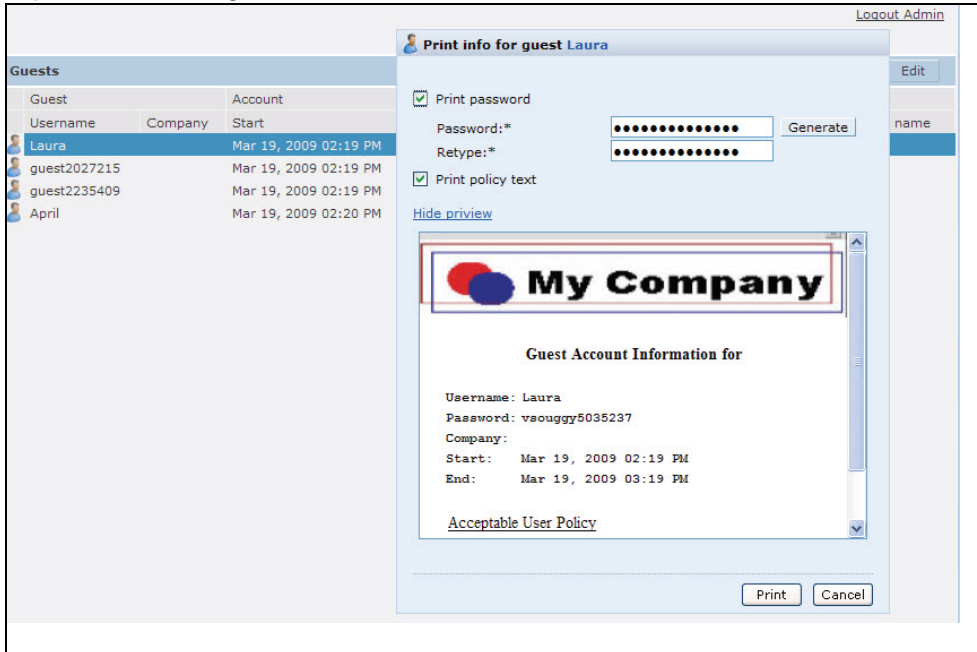 Logout Admin
Print info for guest Laura
Guests
Edit
Guest Account
Username Company Start name
Laura Mar 19, 2009 02:19 PM
guest2027215 Mar 19, 2009 02:19 PM
guest2235409 Mar 19, 2009 02:19 PM
April Mar 19, 2009 02:20 PM
Print password
Password:* ●●●●●●●●●●●●●● Generate
Retype:* ●●●●●●●●●●●●●●
Print policy text
Hide priview
My Company
Guest Account Information for
Username: Laura
Password: vsouggy5035237
Company:
Start: Mar 19, 2009 02:19 PM
End: Mar 19, 2009 03:19 PM
Acceptable User Policy
Print Cancel